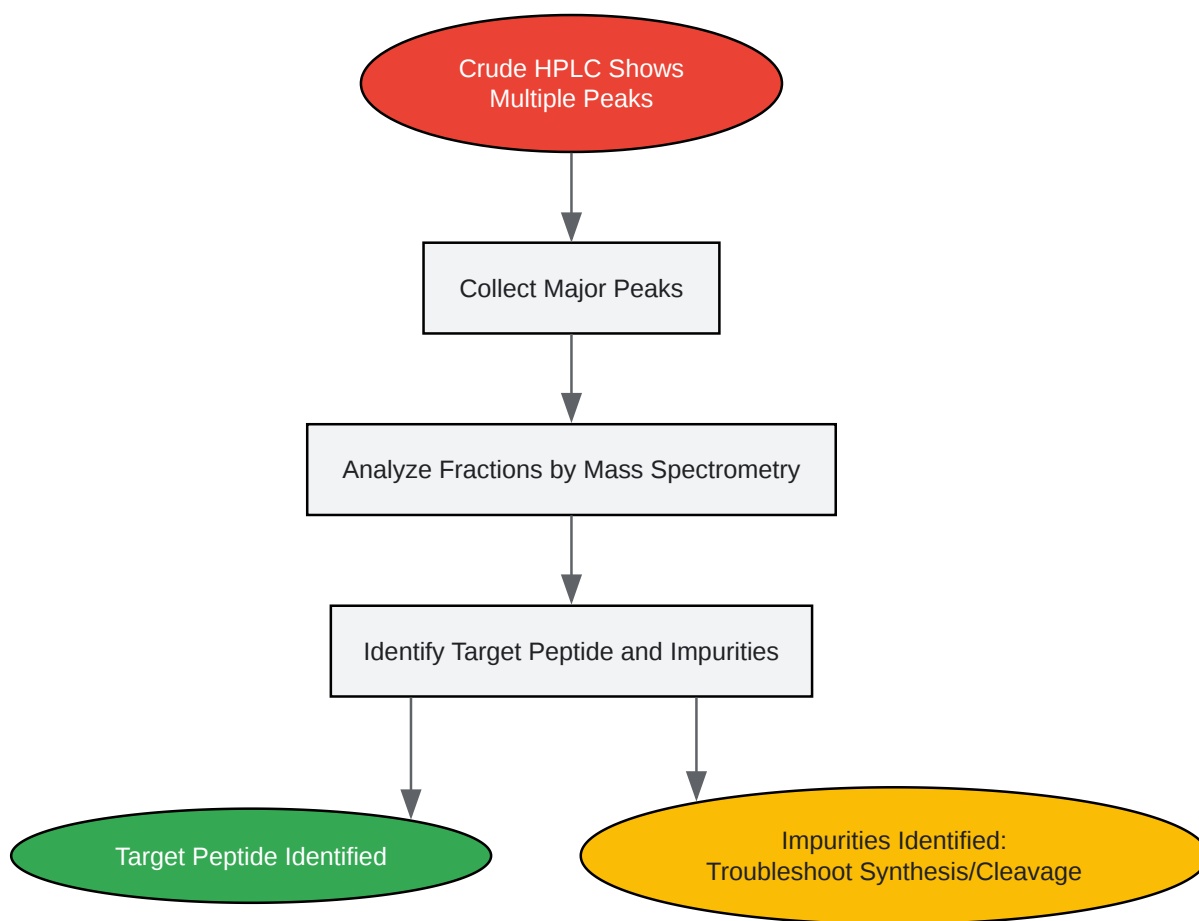 Crude HPLC Shows
Multiple Peaks
Collect Major Peaks
Analyze Fractions by Mass Spectrometry
Identify Target Peptide and Impurities
Target Peptide Identified
Impurities Identified:
Troubleshoot Synthesis/Cleavage